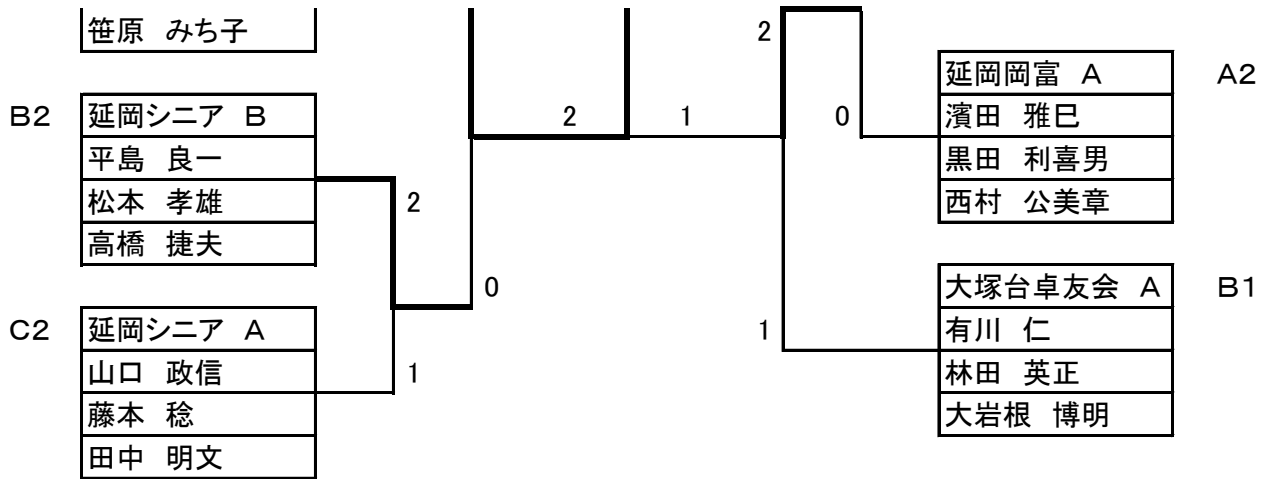 笹原 みち子
B2
延岡シニア B
平島 良一
松本 孝雄
高橋 捷夫
2
0
C2
延岡シニア A
山口 政信
藤本 稔
田中 明文
1
2
1
2
0
延岡岡富 A
A2
濱田 雅巳
黒田 利喜男
西村 公美章
1
大塚台卓友会 A
B1
有川 仁
林田 英正
大岩根 博明